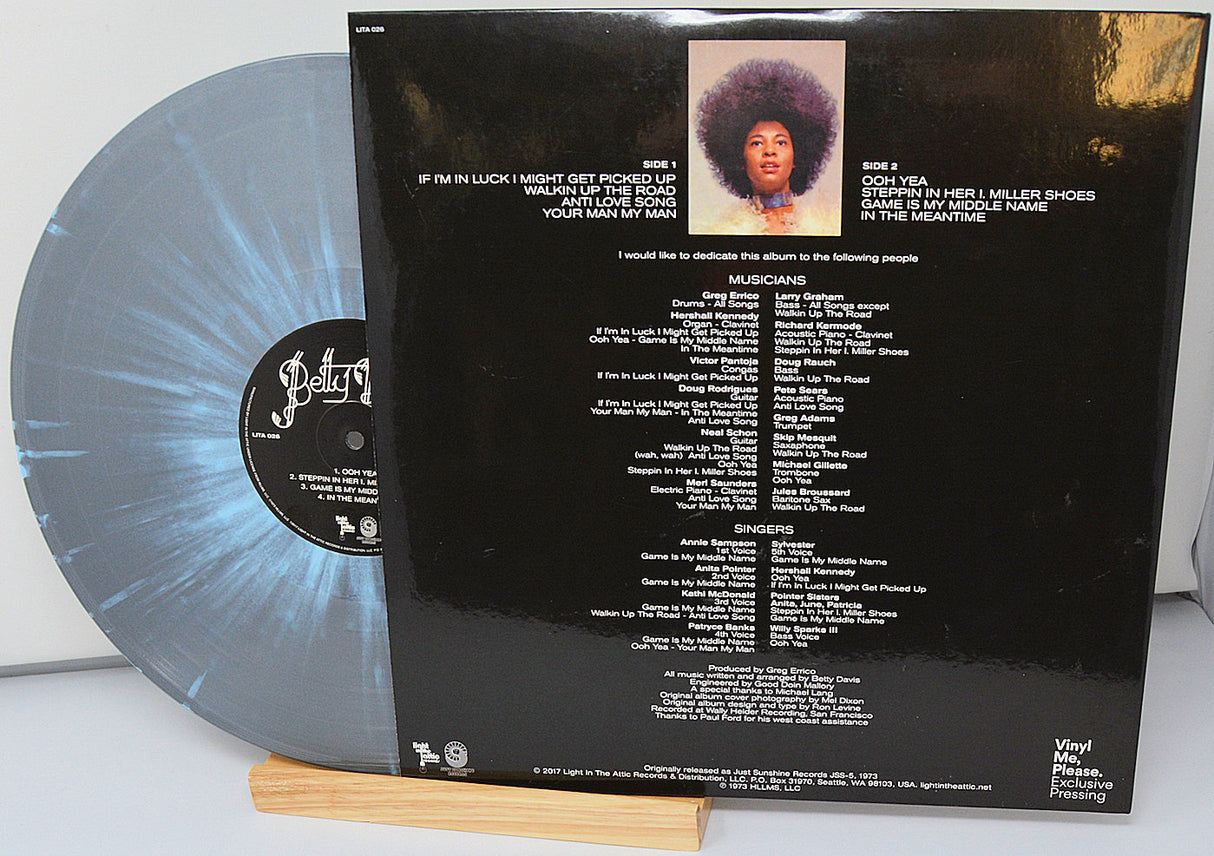 LITA 026
SIDE 1
IF I'M IN LUCK I MIGHT GET PICKED UP
WALKIN UP THE ROAD
ANTI LOVE SONG
YOUR MAN MY MAN
SIDE 2
OOH YEA
STEPPIN IN HER I. MILLER SHOES
GAME IS MY MIDDLE NAME
IN THE MEANTIME
I would like to dedicate this album to the following people
MUSICIANS
Greg Errico
Drums - All Songs
Hershall Kennedy
Organ - Clavinet
If I'm In Luck I Might Get Picked Up
Ooh Yea - Game Is My Middle Name
In The Meantime
Victor Pantoja
Congas
If I'm In Luck I Might Get Picked Up
Doug Rodrigues
Guitar
If I'm In Luck I Might Get Picked Up
Your Man My Man - In The Meantime
Anti Love Song
Neal Schon
Guitar
Walkin Up The Road
(wah, wah) Anti Love Song
Ooh Yea
Steppin In Her I. Miller Shoes
Merl Saunders
Electric Piano - Clavinet
Anti Love Song
Your Man My Man
Larry Graham
Bass - All Songs except
Walkin Up The Road
Richard Kermode
Acoustic Piano - Clavinet
Walkin Up The Road
Steppin In Her I. Miller Shoes
Doug Rauch
Bass
Walkin Up The Road
Pete Sears
Acoustic Piano
Anti Love Song
Greg Adams
Trumpet
Skip Mesquit
Saxaphone
Walkin Up The Road
Michael Gillette
Trombone
Ooh Yea
Jules Broussard
Baritone Sax
Walkin Up The Road
SINGERS
Annie Sampson
1st Voice
Game Is My Middle Name
Anita Pointer
2nd Voice
Game Is My Middle Name
Kathi McDonald
3rd Voice
Game Is My Middle Name
Walkin Up The Road - Anti Love Song
Patryce Banks
4th Voice
Game Is My Middle Name
Ooh Yea - Your Man My Man
Sylvester
5th Voice
Game Is My Middle Name
Hershall Kennedy
Ooh Yea
If I'm In Luck I Might Get Picked Up
Pointer Sisters
Anita, June, Patricia
Steppin In Her I. Miller Shoes
Game Is My Middle Name
Willy Sparks III
Bass Voice
Ooh Yea
Produced by Greg Errico
All music written and arranged by Betty Davis
Engineered by Good Doin Mallory
A special thanks to Michael Lang
Original album cover photography by Mel Dixon
Original album design and type by Ron Levine
Recorded at Wally Heider Recording, San Francisco
Thanks to Paul Ford for his west coast assistance
light in the attic
Originally released as Just Sunshine Records JSS-5, 1973
© 2017 Light In The Attic Records & Distribution, LLC. P.O. Box 31970, Seattle, WA 98103, USA. lightintheattic.net
℗ 1973 HLLMS, LLC
Vinyl
Me,
Please.
Exclusive
Pressing
Betty
LITA 026
1. OOH YEA
2. STEPPIN IN HER I. MI
3. GAME IS MY MIDD
4. IN THE MEAN
light in the attic